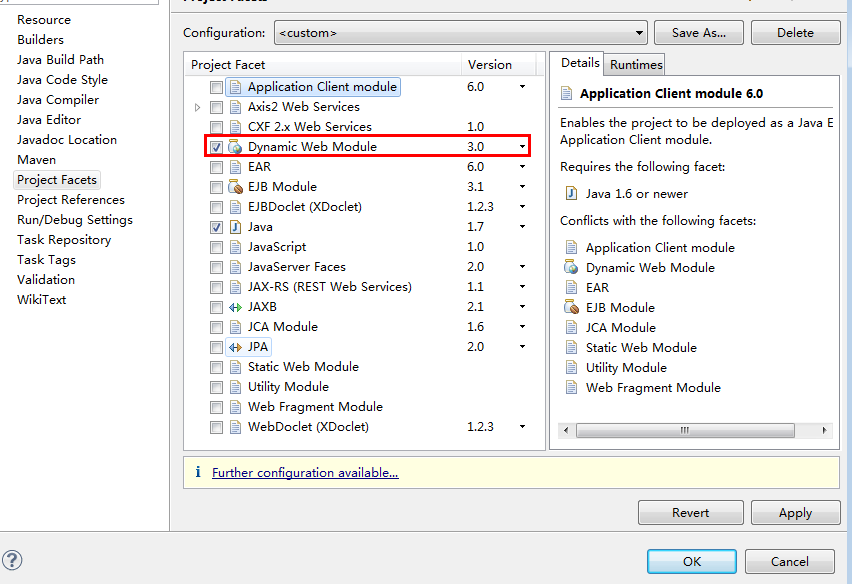 Project Facets
Resource
Builders
Java Build Path
Java Code Style
Java Compiler
Java Editor
Javadoc Location
Maven
Project Facets
Project References
Run/Debug Settings
Task Repository
Task Tags
Validation
WikiText
Configuration: <custom> Save As... Delete
Project Facet Version
Application Client module 6.0
Axis2 Web Services
CXF 2.x Web Services 1.0
Dynamic Web Module 3.0
EAR 6.0
EJB Module 3.1
EJBDoclet (XDoclet) 1.2.3
Java 1.7
JavaScript 1.0
JavaServer Faces 2.0
JAX-RS (REST Web Services) 1.1
JAXB 2.1
JCA Module 1.6
JPA 2.0
Static Web Module
Utility Module
Web Fragment Module
WebDoclet (XDoclet) 1.2.3
Details Runtimes
Application Client module 6.0
Enables the project to be deployed as a Java E
Application Client module.
Requires the following facet:
Java 1.6 or newer
Conflicts with the following facets:
Application Client module
Dynamic Web Module
EAR
EJB Module
JCA Module
Static Web Module
Utility Module
Web Fragment Module
i Further configuration available...
Revert Apply
? OK Cancel